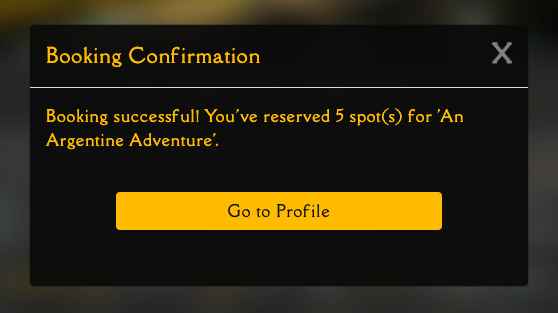 Booking Confirmation X
Booking successful! You've reserved 5 spot(s) for 'An
Argentine Adventure'.
Go to Profile